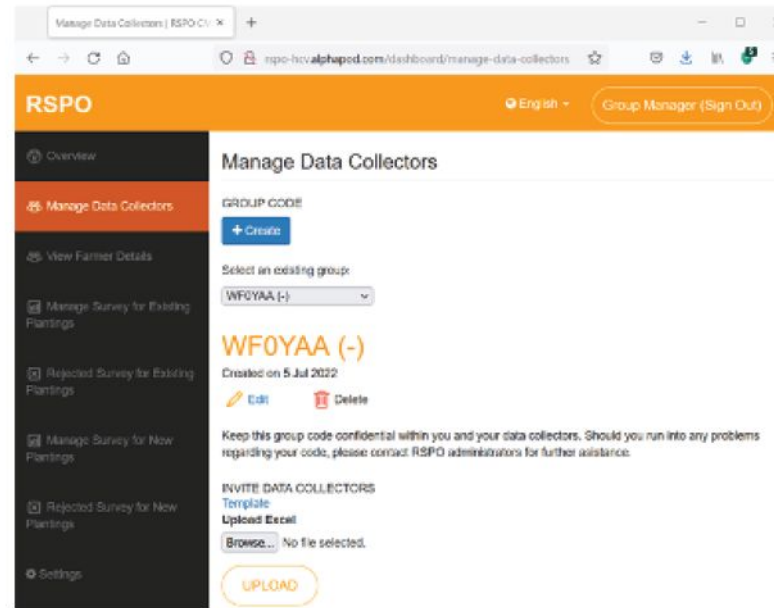 Manage Data Collectors | RSPO CV
rspo-hcv.alphapod.com/dashboard/manage-data-collectors
5
RSPO
English
Group Manager (Sign Out)
Overview
Manage Data Collectors
View Farmer Details
Manage Survey for Existing
Plantings
Rejected Survey for Existing
Plantings
Manage Survey for New
Plantings
Rejected Survey for New
Plantings
Settings
Manage Data Collectors
GROUP CODE
+ Create
Select an existing group:
WF0YAA (-)
WF0YAA (-)
Created on 5 Jul 2022
Edit
Delete
Keep this group code confidential within you and your data collectors. Should you run into any problems
regarding your code, please contact RSPO administrators for further asistance.
INVITE DATA COLLECTORS
Template
Upload Excel
Browse... No file selected.
UPLOAD